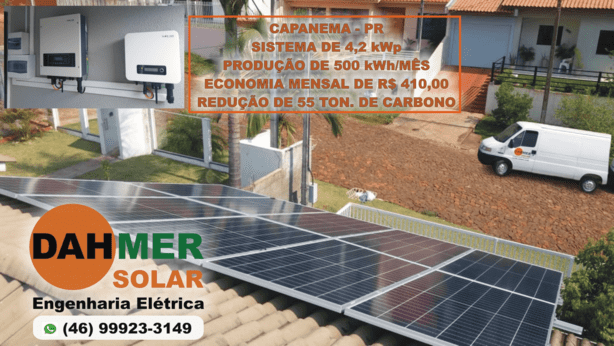 CAPANEMA - PR
SISTEMA DE 4,2 kWp
PRODUÇÃO DE 500 kWh/MÊS
ECONOMIA MENSAL DE R$ 410,00
REDUÇÃO DE 55 TON. DE CARBONO
DAHMER
SOLAR
Engenharia Elétrica
(46) 99923-3149